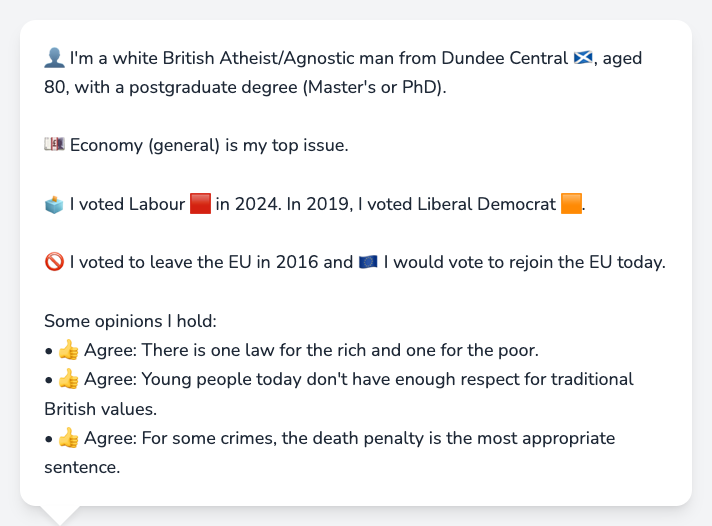 👤 I'm a white British Atheist/Agnostic man from Dundee Central 🏴󠁧󠁢󠁳󠁣󠁴󠁿, aged
80, with a postgraduate degree (Master's or PhD).
💷 Economy (general) is my top issue.
🗳️ I voted Labour 🟥 in 2024. In 2019, I voted Liberal Democrat 🟧.
🚫 I voted to leave the EU in 2016 and 🇪🇺 I would vote to rejoin the EU today.
Some opinions I hold:
• 👍 Agree: There is one law for the rich and one for the poor.
• 👍 Agree: Young people today don't have enough respect for traditional
British values.
• 👍 Agree: For some crimes, the death penalty is the most appropriate
sentence.